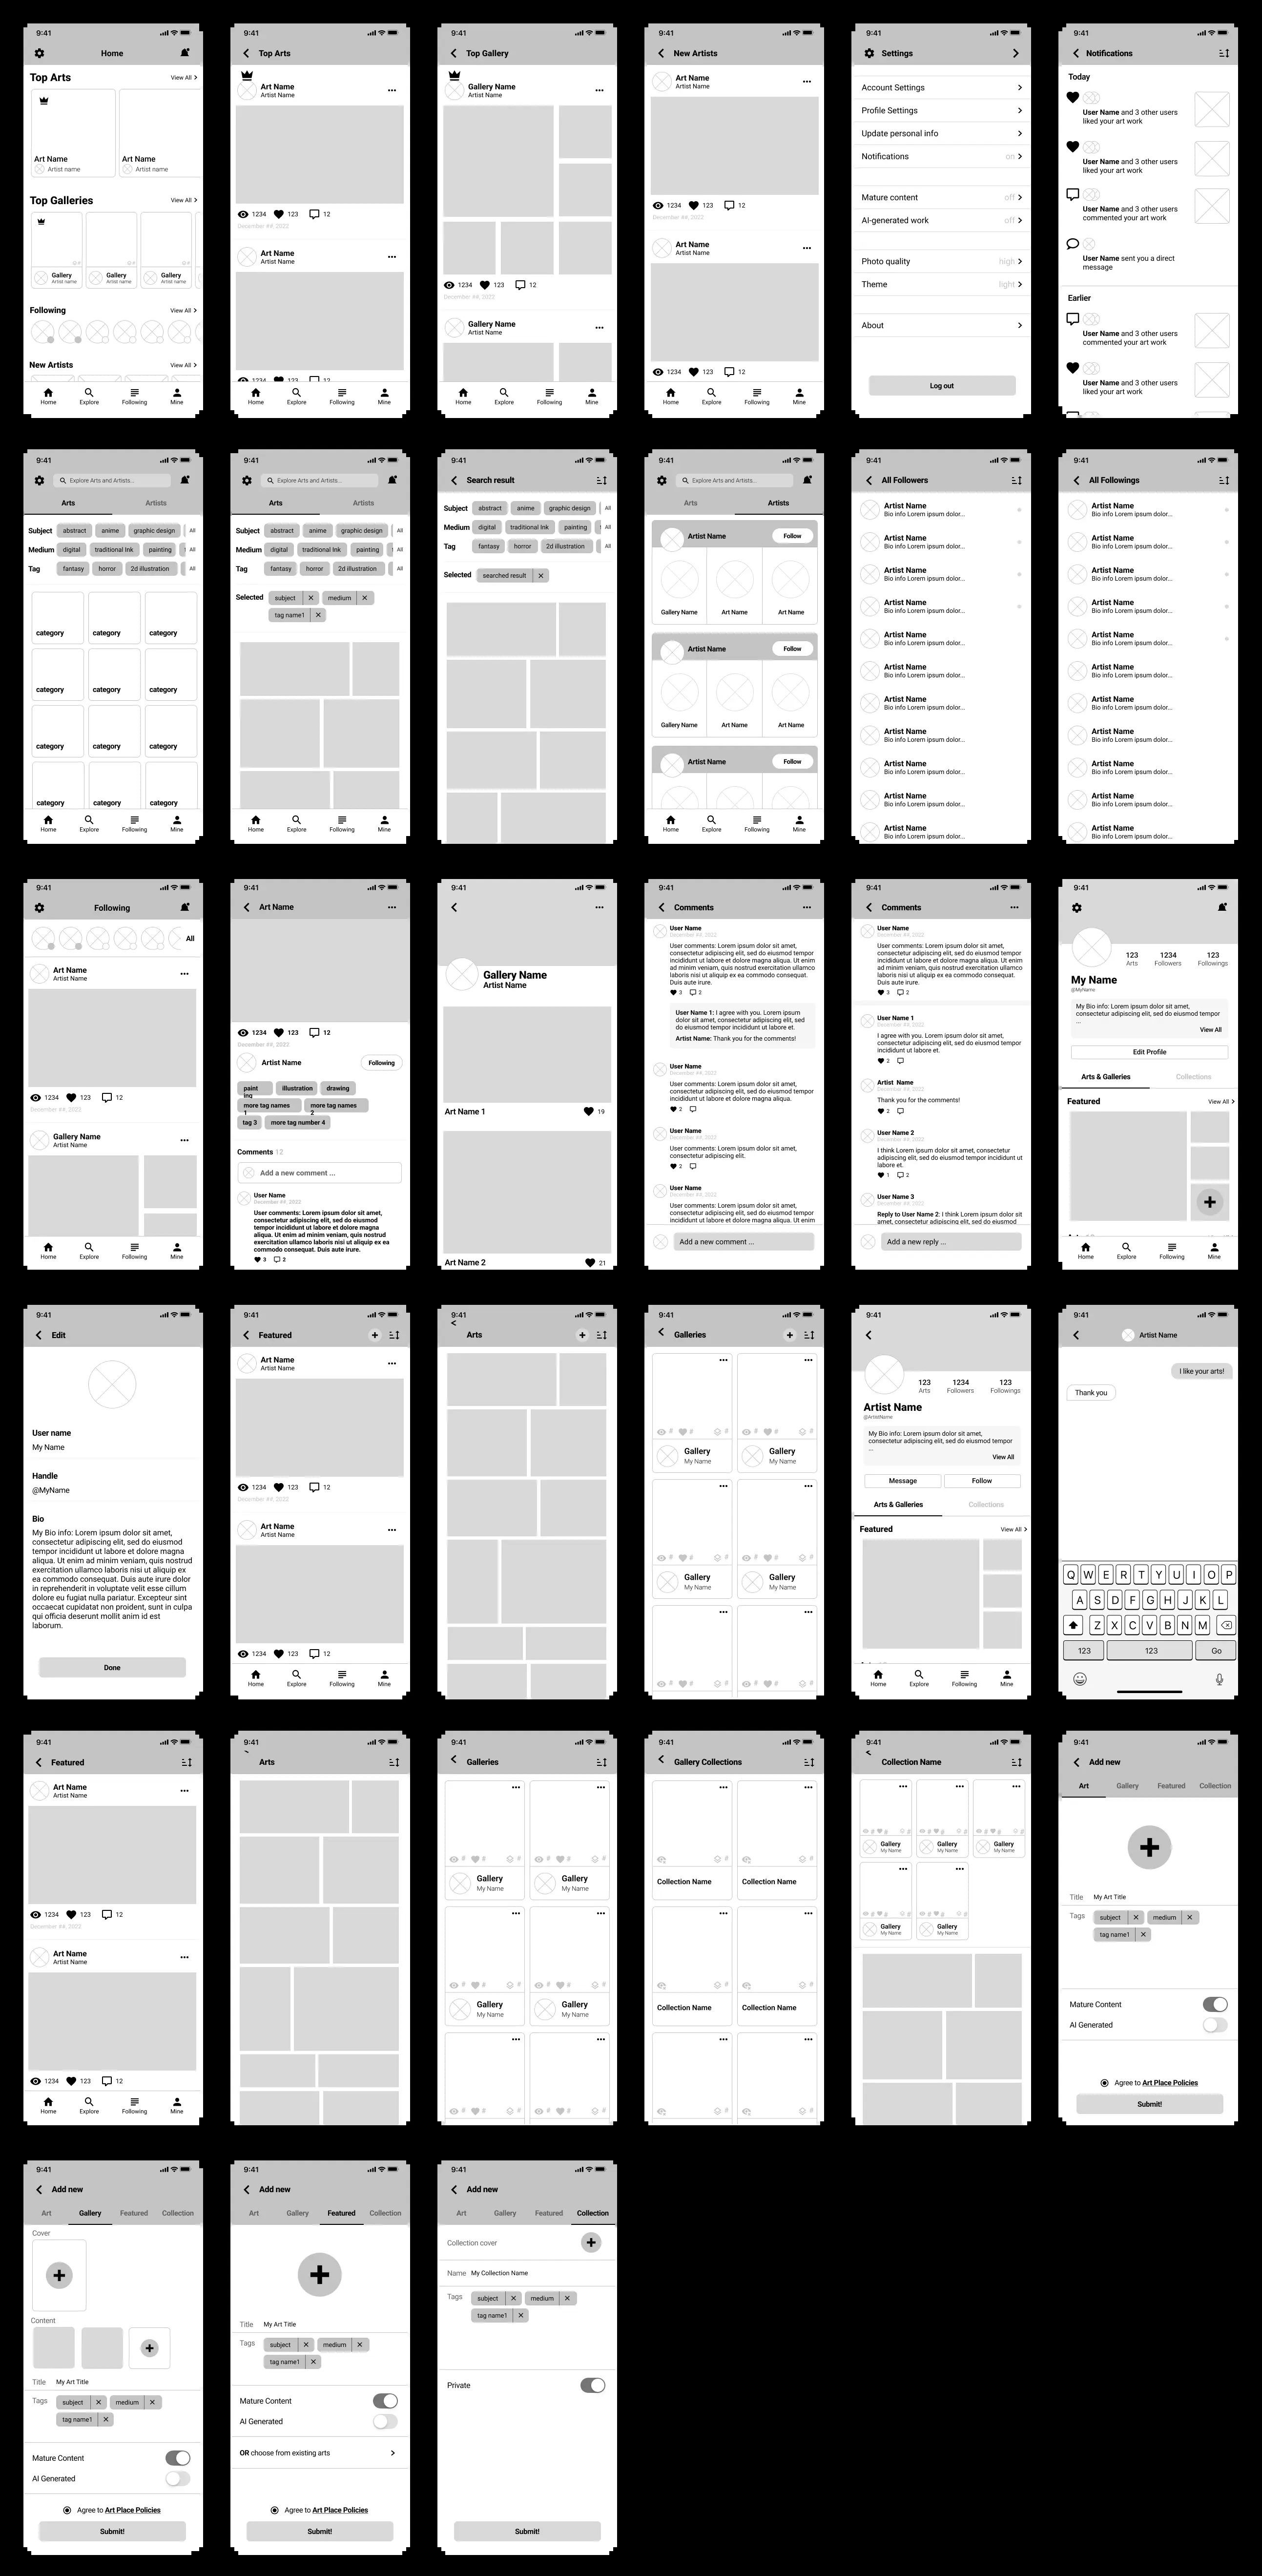 9:41
Home
Top Arts
View All
Art Name
Artist name
Art Name
Artist name
Top Galleries
View All
Gallery
Artist name
Gallery
Artist name
Gallery
Artist name
Following
View All
New Artists
View All
Home Explore Following Mine
9:41
Top Arts
Art Name
Artist Name
1234 123 12
December ##, 2022
Art Name
Artist Name
1234 123 12
Home Explore Following Mine
9:41
Top Gallery
Gallery Name
Artist Name
1234 123 12
December ##, 2022
Gallery Name
Artist Name
Home Explore Following Mine
9:41
New Artists
Art Name
Artist Name
1234 123 12
December ##, 2022
Art Name
Artist Name
1234 123 12
Home Explore Following Mine
9:41
Settings
Account Settings
Profile Settings
Update personal info
Notifications on
Mature content off
AI-generated work off
Photo quality high
Theme light
About
Log out
9:41
Notifications
Today
User Name and 3 other users
liked your art work
User Name and 3 other users
liked your art work
User Name and 3 other users
commented your art work
User Name sent you a direct
message
Earlier
User Name and 3 other users
commented your art work
User Name and 3 other users
liked your art work
9:41
Explore Arts and Artists...
Arts Artists
Subject abstract anime graphic design All
Medium digital traditional Ink painting All
Tag fantasy horror 2d illustration All
category category category
category category category
category category category
category category category
Home Explore Following Mine
9:41
Explore Arts and Artists...
Arts Artists
Subject abstract anime graphic design All
Medium digital traditional Ink painting All
Tag fantasy horror 2d illustration All
Selected subject medium
tag name1
Home Explore Following Mine
9:41
Search result
Subject abstract anime graphic design All
Medium digital traditional Ink painting All
Tag fantasy horror 2d illustration All
Selected searched result
9:41
Explore Arts and Artists...
Arts Artists
Artist Name Follow
Gallery Name Art Name Art Name
Artist Name Follow
Gallery Name Art Name Art Name
Artist Name Follow
Home Explore Following Mine
9:41
All Followers
Artist Name
Bio info Lorem ipsum dolor...
Artist Name
Bio info Lorem ipsum dolor...
Artist Name
Bio info Lorem ipsum dolor...
Artist Name
Bio info Lorem ipsum dolor...
Artist Name
Bio info Lorem ipsum dolor...
Artist Name
Bio info Lorem ipsum dolor...
Artist Name
Bio info Lorem ipsum dolor...
Artist Name
Bio info Lorem ipsum dolor...
Artist Name
Bio info Lorem ipsum dolor...
Artist Name
Bio info Lorem ipsum dolor...
Artist Name
Bio info Lorem ipsum dolor...
9:41
All Followings
Artist Name
Bio info Lorem ipsum dolor...
Artist Name
Bio info Lorem ipsum dolor...
Artist Name
Bio info Lorem ipsum dolor...
Artist Name
Bio info Lorem ipsum dolor...
Artist Name
Bio info Lorem ipsum dolor...
Artist Name
Bio info Lorem ipsum dolor...
Artist Name
Bio info Lorem ipsum dolor...
Artist Name
Bio info Lorem ipsum dolor...
Artist Name
Bio info Lorem ipsum dolor...
Artist Name
Bio info Lorem ipsum dolor...
Artist Name
Bio info Lorem ipsum dolor...
9:41
Following
All
Art Name
Artist Name
1234 123 12
December ##, 2022
Gallery Name
Artist Name
Home Explore Following Mine
9:41
Art Name
1234 123 12
December ##, 2022
Artist Name Following
paint illustration drawing
ing
more tag names more tag names
1 2
tag 3 more tag number 4
Comments 12
Add a new comment ...
User Name
December ##, 2022
User comments: Lorem ipsum dolor sit amet,
consectetur adipiscing elit, sed do eiusmod
tempor incididunt ut labore et dolore magna
aliqua. Ut enim ad minim veniam, quis nostrud
exercitation ullamco laboris nisi ut aliquip ex ea
commodo consequat. Duis aute irure.
3 2
Gallery Name
Artist Name
Art Name 1 19
Art Name 2 21
9:41
Comments
User Name
December ##, 2022
User comments: Lorem ipsum dolor sit amet,
consectetur adipiscing elit, sed do eiusmod tempor
incididunt ut labore et dolore magna aliqua. Ut enim
ad minim veniam, quis nostrud exercitation ullamco
laboris nisi ut aliquip ex ea commodo consequat.
Duis aute irure.
3 2
User Name 1: I agree with you. Lorem ipsum
dolor sit amet, consectetur adipiscing elit, sed
do eiusmod tempor incididunt ut labore et.
Artist Name: Thank you for the comments!
User Name
December ##, 2022
User comments: Lorem ipsum dolor sit amet,
consectetur adipiscing elit, sed do eiusmod tempor
incididunt ut labore et dolore magna aliqua.
2
User Name
December ##, 2022
User comments: Lorem ipsum dolor sit amet,
consectetur adipiscing elit.
2
User Name
December ##, 2022
User comments: Lorem ipsum dolor sit amet,
consectetur adipiscing elit, sed do eiusmod tempor
incididunt ut labore et dolore magna aliqua. Ut enim
Add a new comment ...
9:41
Comments
User Name
December ##, 2022
User comments: Lorem ipsum dolor sit amet,
consectetur adipiscing elit, sed do eiusmod tempor
incididunt ut labore et dolore magna aliqua. Ut enim
ad minim veniam, quis nostrud exercitation ullamco
laboris nisi ut aliquip ex ea commodo consequat.
Duis aute irure.
3 2
User Name 1
December ##, 2022
I agree with you. Lorem ipsum dolor sit amet,
consectetur adipiscing elit, sed do eiusmod tempor
incididunt ut labore et.
2
Artist Name
December ##, 2022
Thank you for the comments!
2
User Name 2
December ##, 2022
I think Lorem ipsum dolor sit amet, consectetur
adipiscing elit, sed do eiusmod tempor incididunt ut
labore et.
1 2
User Name 3
December ##, 2022
Reply to User Name 2: I think Lorem ipsum dolor sit
amet, consectetur adipiscing elit, sed do eiusmod
Add a new reply ...
9:41
123 1234 123
Arts Followers Followings
My Name
@MyName
My Bio info: Lorem ipsum dolor sit amet,
consectetur adipiscing elit, sed do eiusmod tempor
...
View All
Edit Profile
Arts & Galleries Collections
Featured View All
Home Explore Following Mine
9:41
Edit
User name
My Name
Handle
@MyName
Bio
My Bio info: Lorem ipsum dolor sit amet,
consectetur adipiscing elit, sed do eiusmod
tempor incididunt ut labore et dolore magna
aliqua. Ut enim ad minim veniam, quis nostrud
exercitation ullamco laboris nisi ut aliquip ex
ea commodo consequat. Duis aute irure dolor
in reprehenderit in voluptate velit esse cillum
dolore eu fugiat nulla pariatur. Excepteur sint
occaecat cupidatat non proident, sunt in culpa
qui officia deserunt mollit anim id est
laborum.
Done
9:41
Featured
Art Name
Artist Name
1234 123 12
December ##, 2022
Art Name
Artist Name
1234 123 12
Home Explore Following Mine
9:41
Arts
9:41
Galleries
# # # # # #
Gallery Gallery
My Name My Name
# # # # # #
Gallery Gallery
My Name My Name
# # # # # #
9:41
123 1234 123
Arts Followers Followings
Artist Name
@ArtistName
My Bio info: Lorem ipsum dolor sit amet,
consectetur adipiscing elit, sed do eiusmod tempor
...
View All
Message Follow
Arts & Galleries Collections
Featured View All
Home Explore Following Mine
9:41
Artist Name
I like your arts!
Thank you
Q W E R T Y U I O P
A S D F G H J K L
Z X C V B N M
123 123 Go
9:41
Featured
Art Name
Artist Name
1234 123 12
December ##, 2022
Art Name
Artist Name
1234 123 12
Home Explore Following Mine
9:41
Arts
9:41
Galleries
# # # # # #
Gallery Gallery
My Name My Name
# # # # # #
Gallery Gallery
My Name My Name
# # # # # #
9:41
Gallery Collections
# #
Collection Name Collection Name
# #
Collection Name Collection Name
# #
9:41
Collection Name
# # # # # # # # #
Gallery Gallery Gallery
My Name My Name My Name
# # # # # #
Gallery Gallery
My Name My Name
9:41
Add new
Art Gallery Featured Collection
Title My Art Title
Tags subject medium
tag name1
Mature Content
AI Generated
Agree to Art Place Policies
Submit!
9:41
Add new
Art Gallery Featured Collection
Cover
Content
Title My Art Title
Tags subject medium
tag name1
Mature Content
AI Generated
Agree to Art Place Policies
Submit!
9:41
Add new
Art Gallery Featured Collection
Title My Art Title
Tags subject medium
tag name1
Mature Content
AI Generated
OR choose from existing arts
Agree to Art Place Policies
Submit!
9:41
Add new
Art Gallery Featured Collection
Collection cover
Name My Collection Name
Tags subject medium
tag name1
Private
Submit!